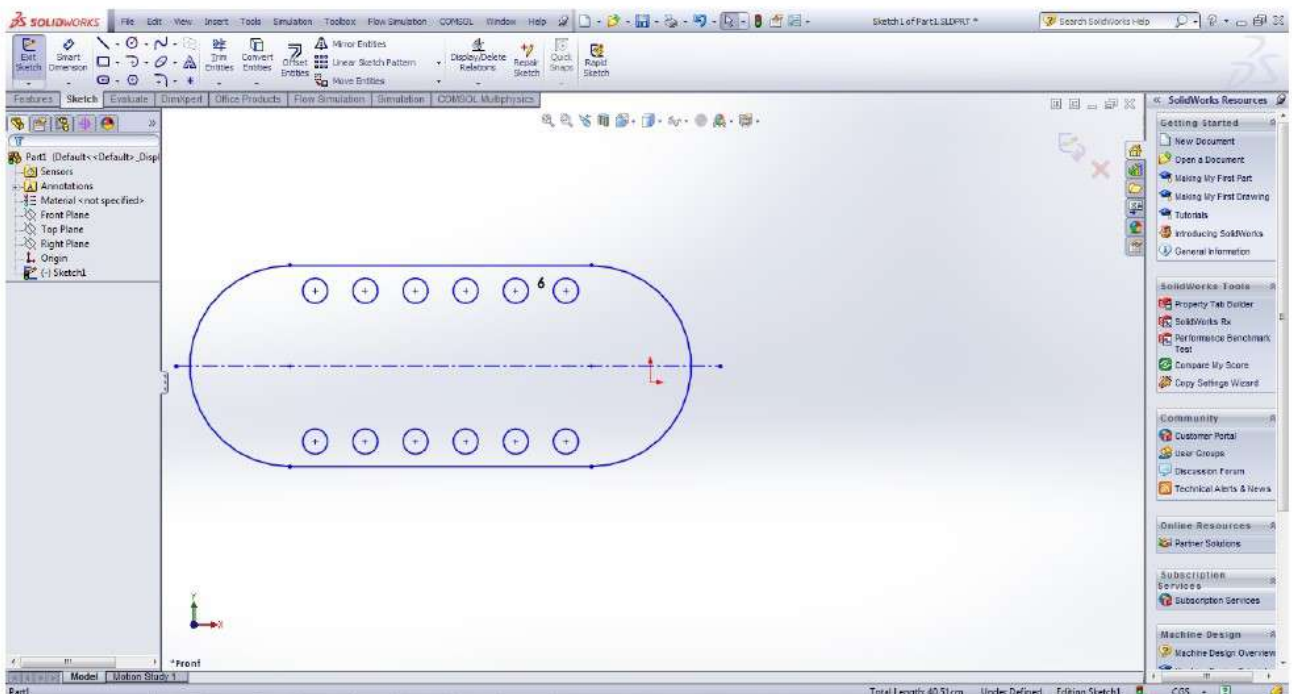 SOLIDWORKS File Edit View Insert Tools Simulation Toolbox Flow Simulation COMSOL Window Help Sketch1 of Part1.SLDPRT * Search SolidWorks Help
Exit Sketch
Smart Dimension
Trim Entities
Convert Entities
Offset Entities
Mirror Entities
Linear Sketch Pattern
Move Entities
Display/Delete Relations
Repair Sketch
Quick Snaps
Rapid Sketch
Features Sketch Evaluate DimXpert Office Products Flow Simulation Simulation COMSOL Multiphysics
Part1 (Default<<Default>_Displ
Sensors
Annotations
Material <not specified>
Front Plane
Top Plane
Right Plane
Origin
(-) Sketch1
6
Y
X
*Front
SolidWorks Resources
Getting Started
New Document
Open a Document
Making My First Part
Making My First Drawing
Tutorials
Introducing SolidWorks
General Information
SolidWorks Tools
Property Tab Builder
SolidWorks Rx
Performance Benchmark
Test
Compare My Score
Copy Settings Wizard
Community
Customer Portal
User Groups
Discussion Forum
Technical Alerts & News
Online Resources
Partner Solutions
Subscription
Services
Subscription Services
Machine Design
Machine Design Overview
Model Motion Study 1
Part1 Total Length: 40.51cm Under Defined Editing Sketch1 CGS